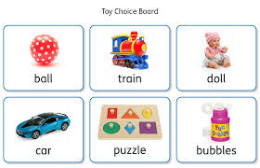 Toy Choice Board
ball train doll
car puzzle bubbles